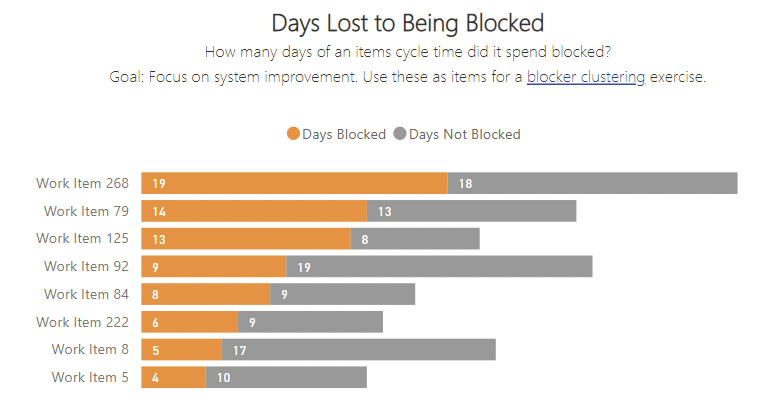 Days Lost to Being Blocked
How many days of an items cycle time did it spend blocked?
Goal: Focus on system improvement. Use these as items for a blocker clustering exercise.
Days Blocked Days Not Blocked
Work Item 268 19 18
Work Item 79 14 13
Work Item 125 13 8
Work Item 92 9 19
Work Item 84 8 9
Work Item 222 6 9
Work Item 8 5 17
Work Item 5 4 10